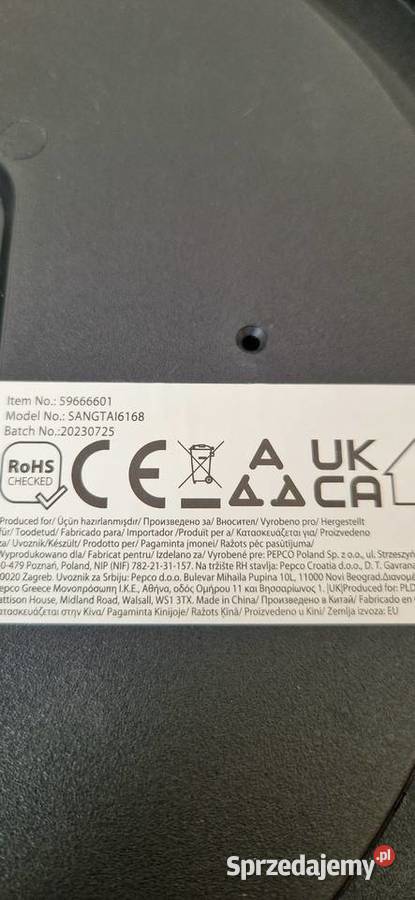 Item No.: 59666601
Model No.: SANGTAI6168
Batch No.:20230725
RoHS
CHECKED
CE
UK
CA
Produced for/ Üçün hazırlanmışdır/ Произведено за/ Вносител/ Vyrobeno pro/ Hergestellt
für/ Toodetud/ Fabricado para/ Importador /Produit per a/ Κατασκευάζεται για/ Proizvedeno
za/ Uvoznik/Készült/ Prodotto per/ Pagaminta įmonei/ Ražots pēc pasūtījuma/
Wyprodukowano dla/ Fabricat pentru/ Izdelano za/ Vyrobené pre: PEPCO Poland Sp. z o.o., ul. Strzeszyń
0-479 Poznań, Poland, NIP (NIF) 782-21-31-157. Na tržište RH stavlja: Pepco Croatia d.o.o., D. T. Gavrana
0020 Zagreb. Uvoznik za Srbiju: Pepco d.o.o. Bulevar Mihaila Pupina 10L, 11000 Novi Beograd.Διανομέ
epco Greece Μονοπρόσωπη Ι.Κ.Ε., Αθήνα, οδός Ομήρου 11 και Βησσαρίωνος 1. |UK|Produced for: PLD
attison House, Midland Road, Walsall, WS1 3TX. Made in China/ Произведено в Китай/ Fabricado en
ατασκευάζεται στην Κίνα/ Pagaminta Kinijoje/ Ražots Ķīnā/ Proizvedeno u Kini/ Zemlja izvoza: EU
Sprzedajemy.pl